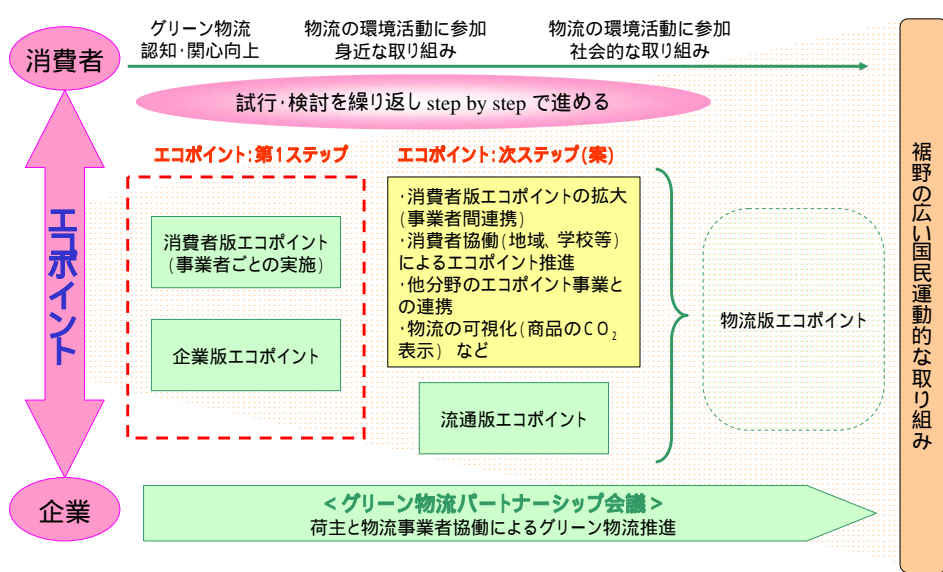 消費者
グリーン物流
認知・関心向上
物流の環境活動に参加
身近な取り組み
物流の環境活動に参加
社会的な取り組み
試行・検討を繰り返し step by step で進める
エコポイント:第1ステップ
エコポイント:次ステップ(案)
エコポイント
消費者版エコポイント
(事業者ごとの実施)
企業版エコポイント
・消費者版エコポイントの拡大
(事業者間連携)
・消費者協働(地域、学校等)
によるエコポイント推進
・他分野のエコポイント事業と
の連携
・物流の可視化(商品のCO₂
表示) など
流通版エコポイント
物流版エコポイント
裾野の広い国民運動的な取り組み
企業
<グリーン物流パートナーシップ会議>
荷主と物流事業者協働によるグリーン物流推進